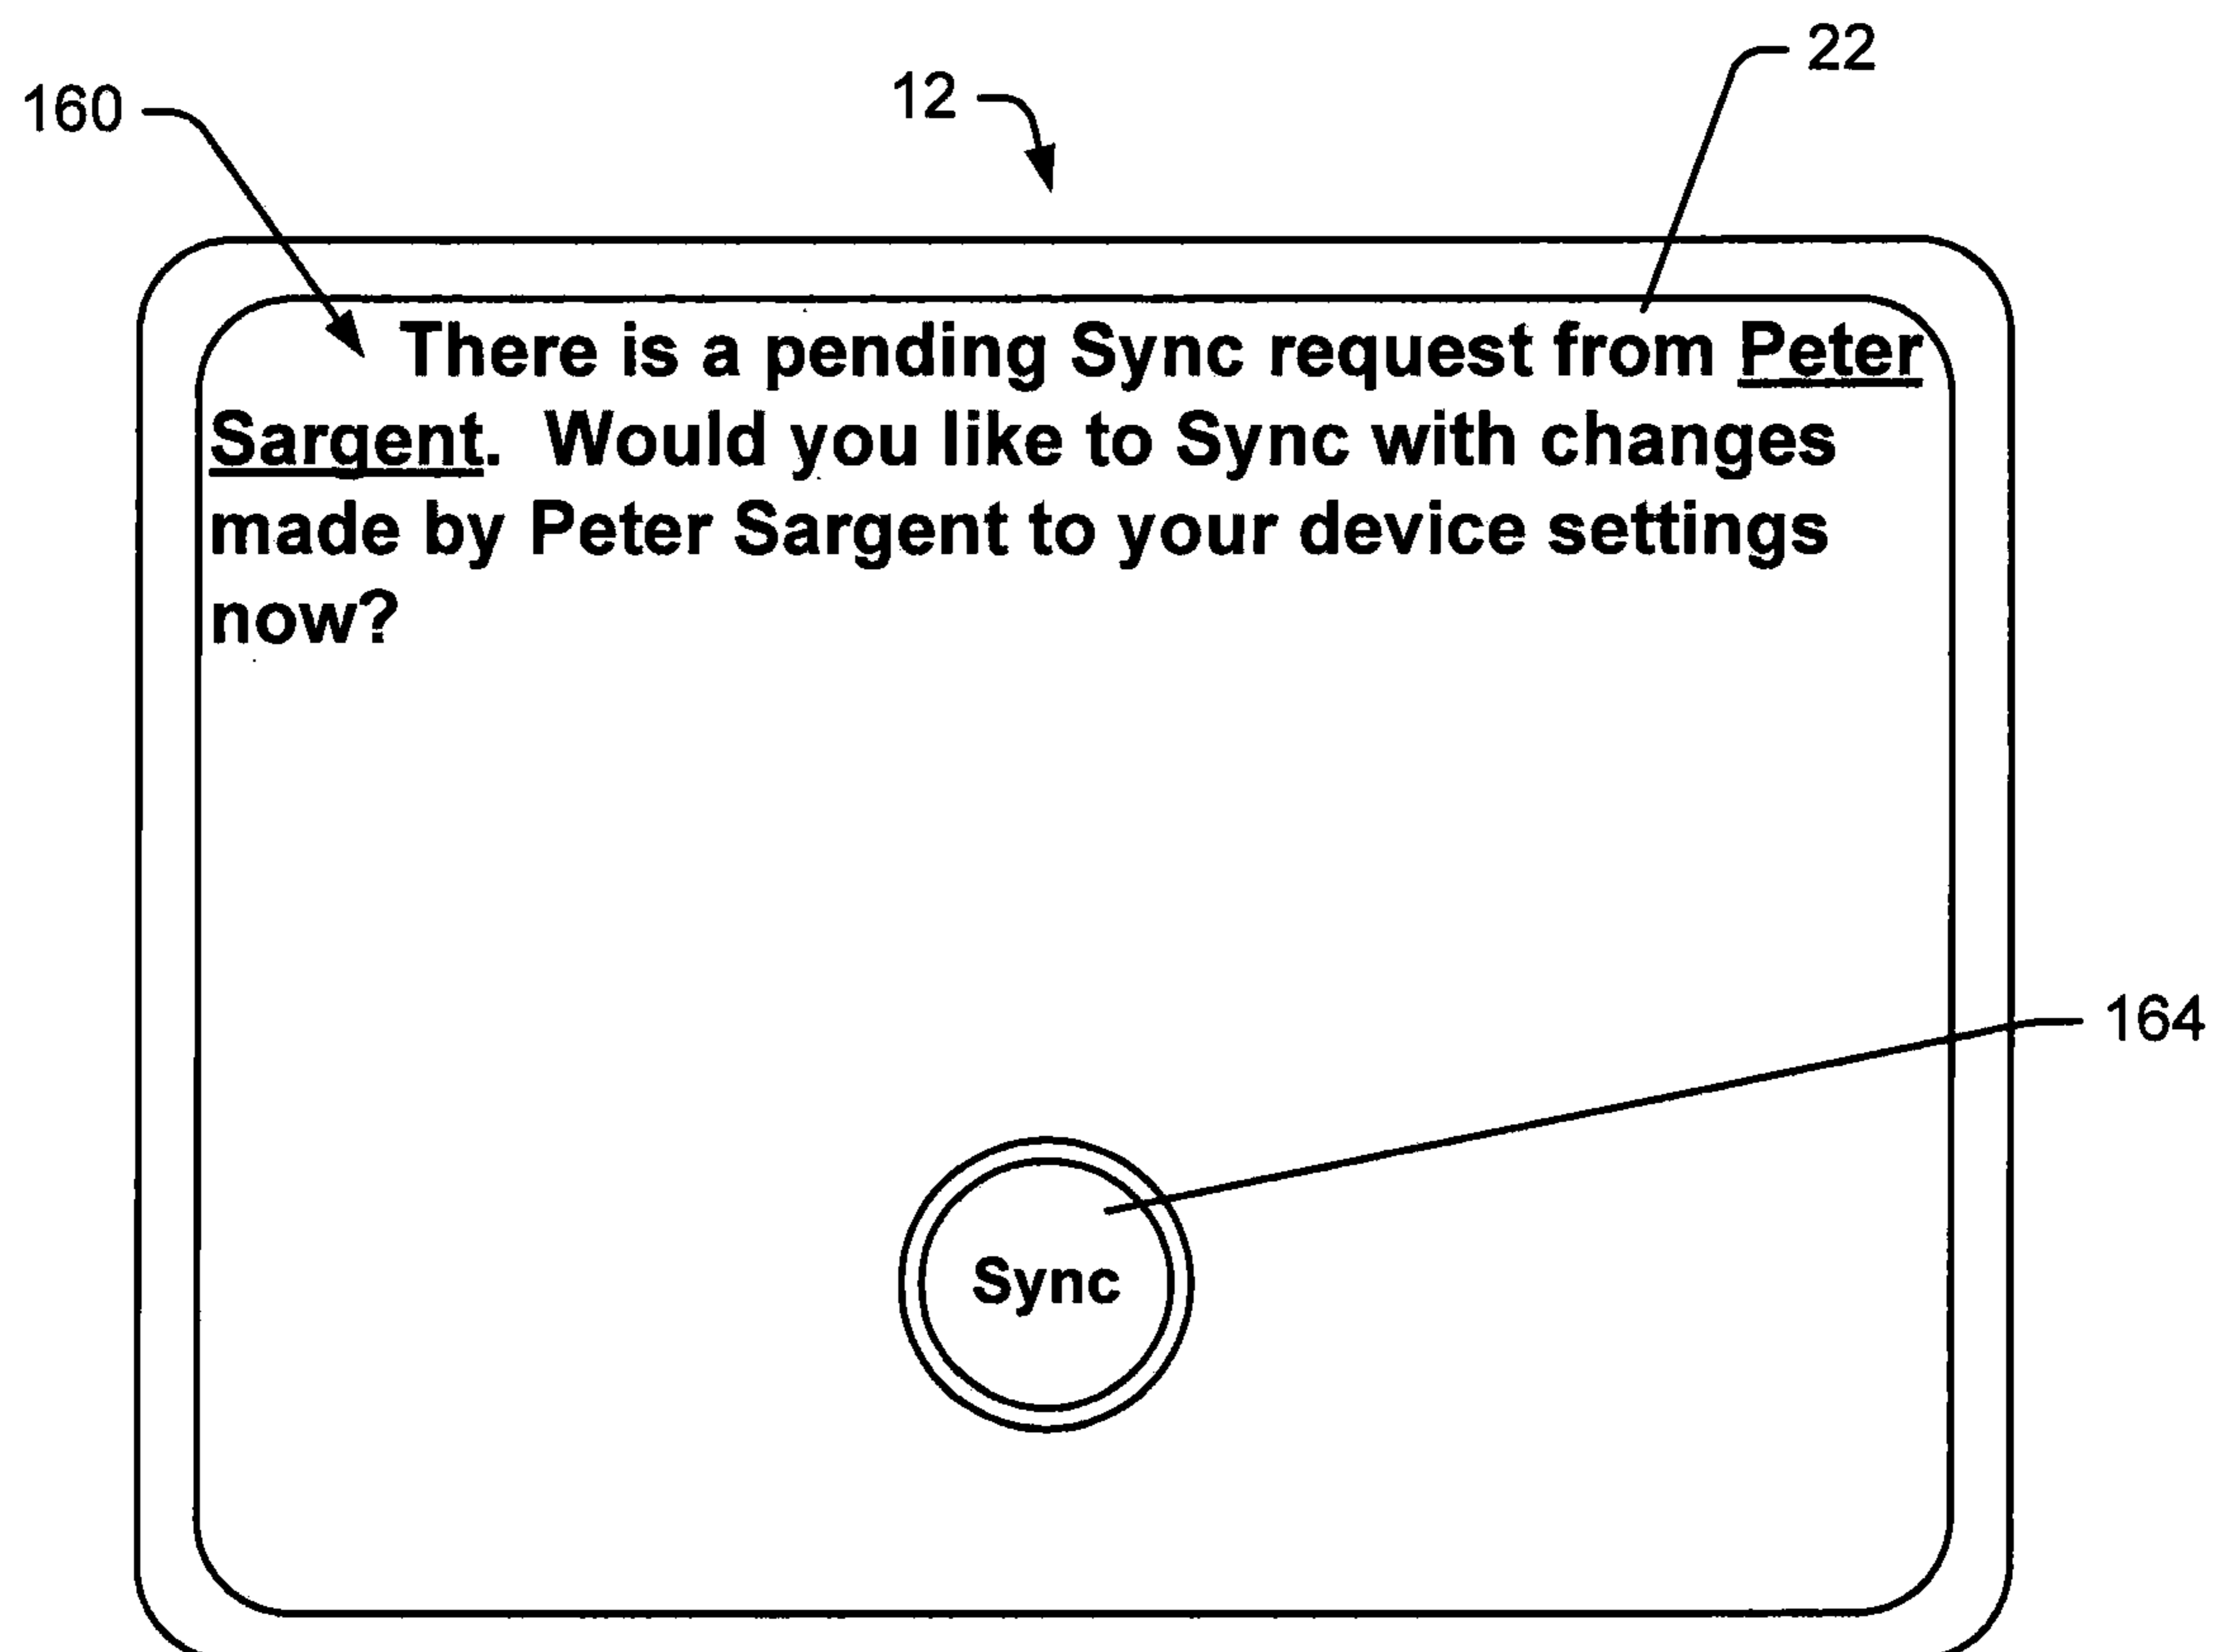 22
12
160
There is a pending Sync request from Peter
Sargent.  Would you like to Sync with changes
made by Peter Sargent to your device settings
now?
164
Sync